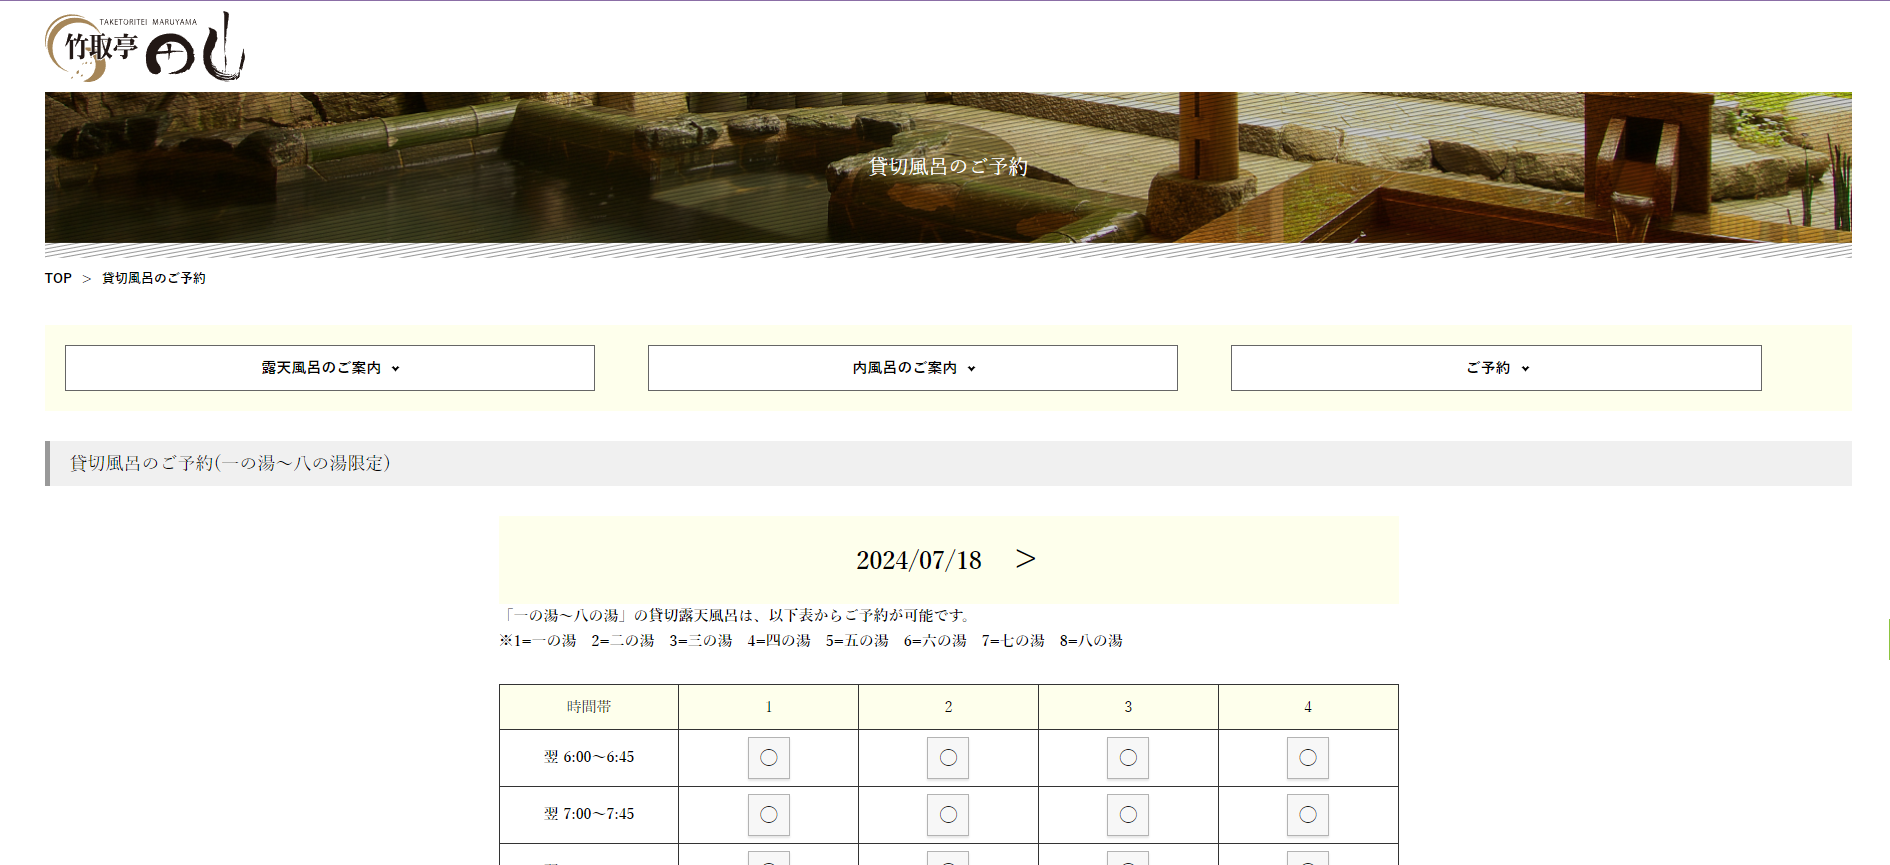 TAKETORITEI MARUYAMA
竹取亭 円山
貸切風呂のご予約
TOP ＞ 貸切風呂のご予約
露天風呂のご案内
内風呂のご案内
ご予約
貸切風呂のご予約(一の湯～八の湯限定)
2024/07/18 ＞
「一の湯～八の湯」の貸切露天風呂は、以下表からご予約が可能です。
※1=一の湯　2=二の湯　3=三の湯　4=四の湯　5=五の湯　6=六の湯　7=七の湯　8=八の湯
時間帯 1 2 3 4
翌 6:00～6:45 〇 〇 〇 〇
翌 7:00～7:45 〇 〇 〇 〇